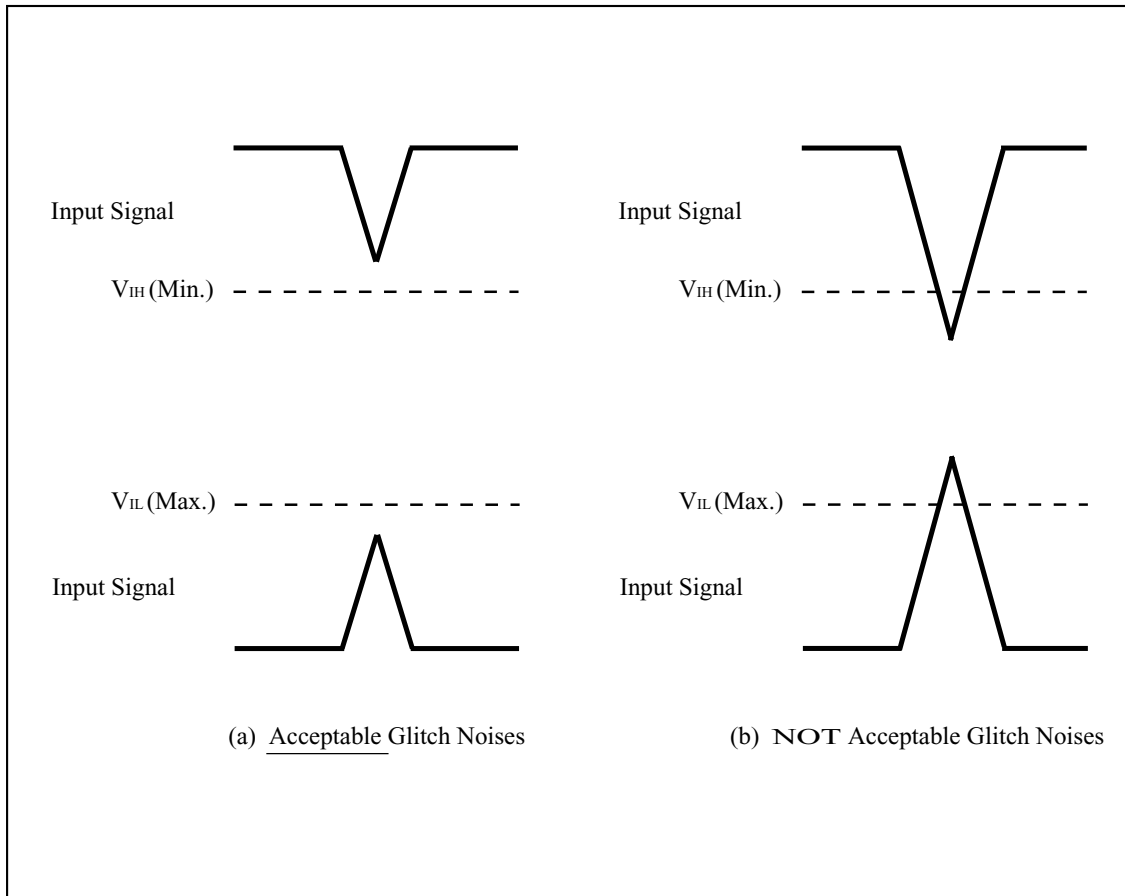 Input Signal
VIH (Min.)
VIL (Max.)
Input Signal
(a) Acceptable Glitch Noises
Input Signal
VIH (Min.)
VIL (Max.)
Input Signal
(b) NOT Acceptable Glitch Noises